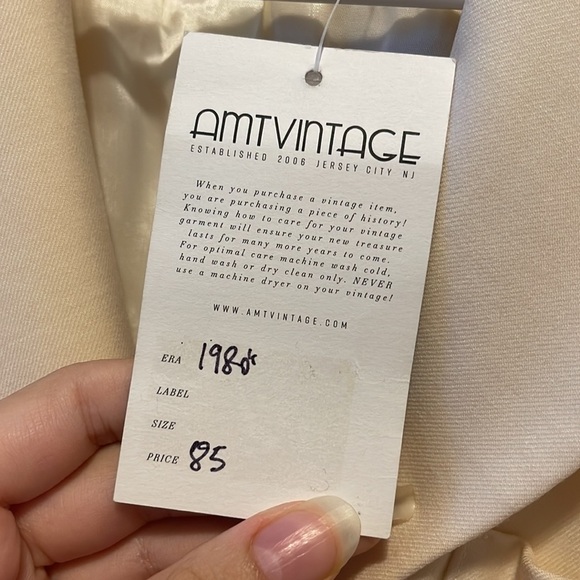 AMTVINTAGE
ESTABLISHED 2006 JERSEY CITY NJ
When you purchase a vintage item,
you are purchasing a piece of history!
Knowing how to care for your vintage
garment will ensure your new treasure
lasts for many more years to come.
For optimal care machine wash cold,
hand wash or dry clean only. NEVER
use a machine dryer on your vintage!
WWW.AMTVINTAGE.COM
ERA 1980s
LABEL
SIZE
PRICE 85